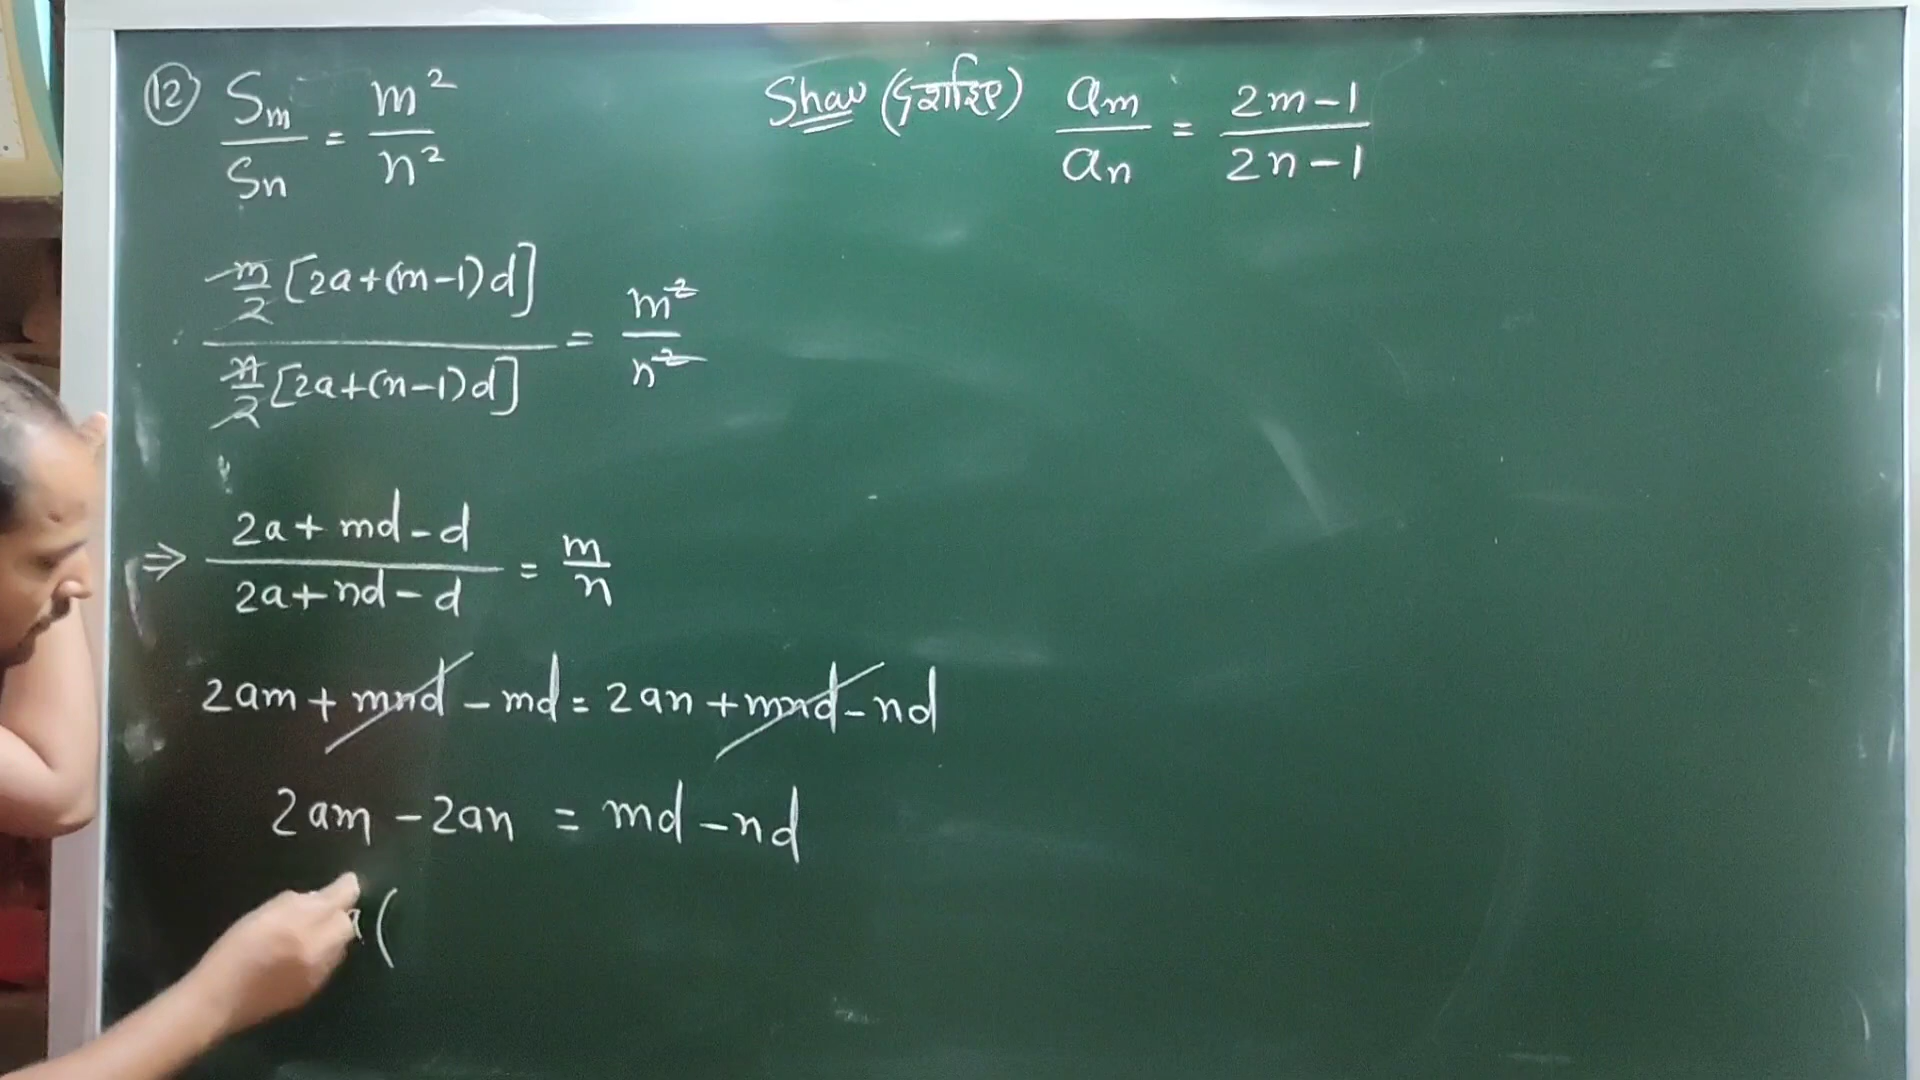 (12) Sm/Sn = m²/n²
Show (दर्शाइए) am/an = 2m-1/2n-1
m/2 [2a+(m-1)d] / n/2 [2a+(n-1)d] = m²/n²
⇒ 2a+md-d / 2a+nd-d = m/n
2am+mnd-md=2an+mnd-nd
2am-2an = md-nd
a(